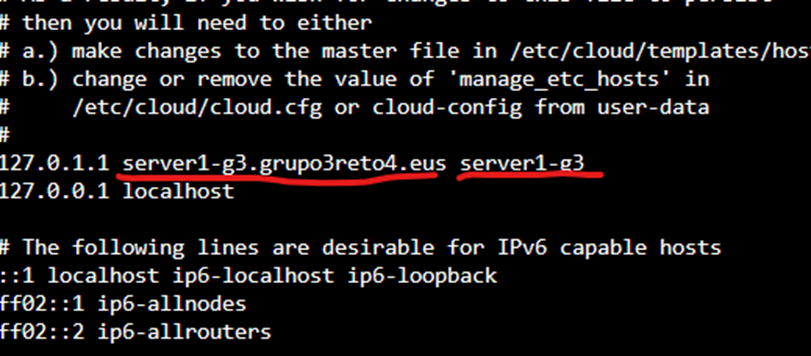 # then you will need to either
# a.) make changes to the master file in /etc/cloud/templates/hos
# b.) change or remove the value of 'manage_etc_hosts' in
#     /etc/cloud/cloud.cfg or cloud-config from user-data
#
127.0.1.1 server1-g3.grupo3reto4.eus server1-g3
127.0.0.1 localhost
# The following lines are desirable for IPv6 capable hosts
::1 localhost ip6-localhost ip6-loopback
ff02::1 ip6-allnodes
ff02::2 ip6-allrouters